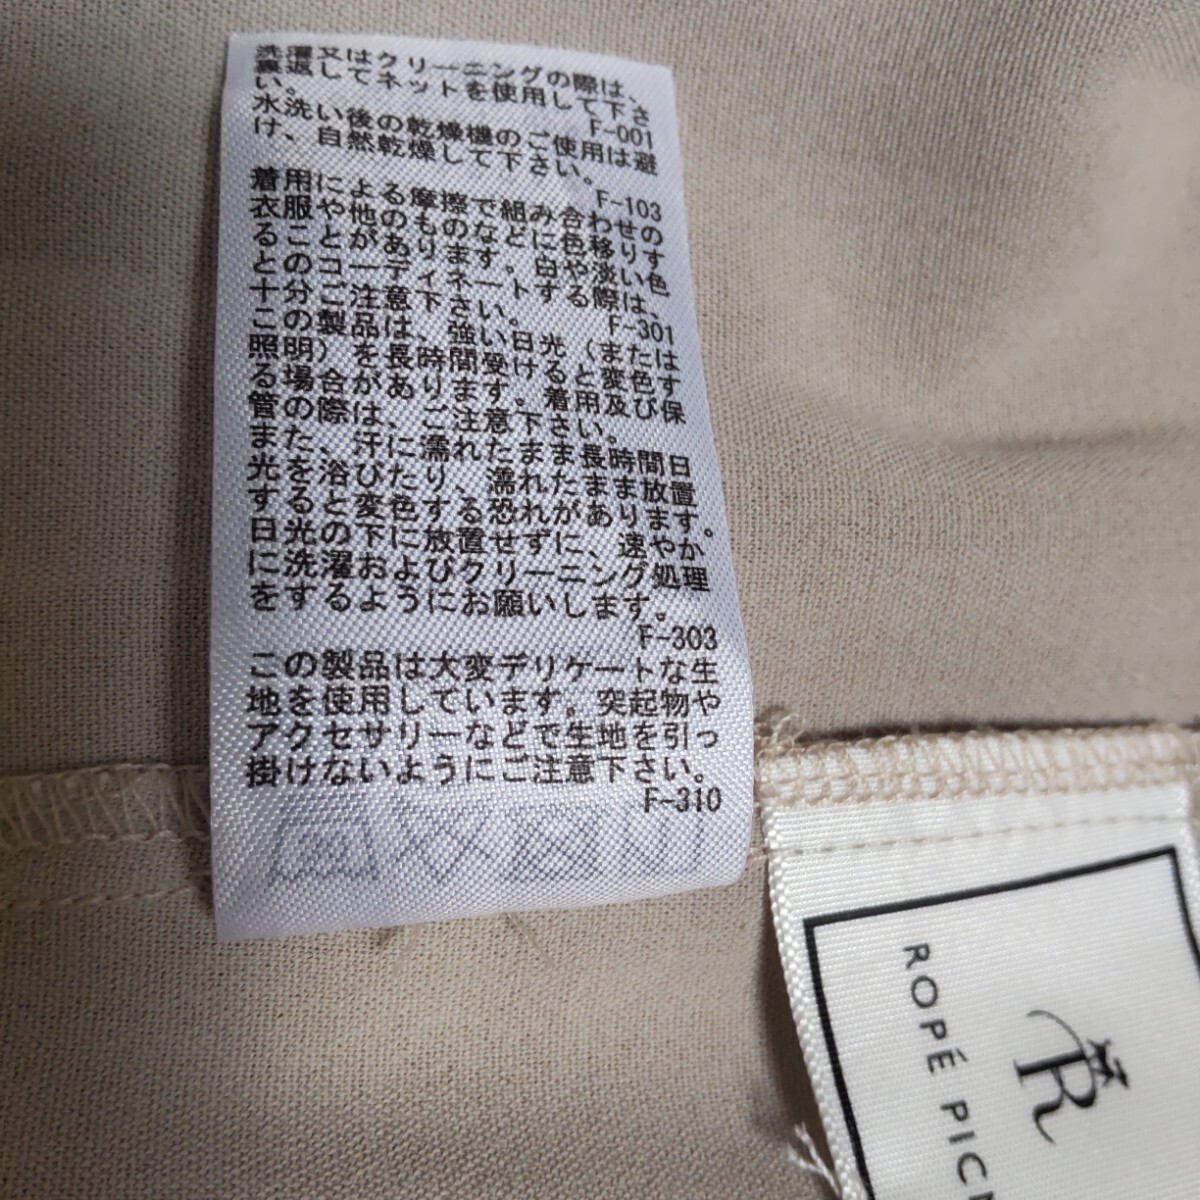 洗濯又はクリーニングの際は、
裏返してネットを使用して下さ
い。
F-001
水洗い後の乾燥機のご使用は避
け、自然乾燥して下さい。
F-103
着用による摩擦で組み合わせの
衣服や他のものなどに色移りす
ることがあります。白や淡い色
とのコーディネートする際は、
十分ご注意下さい。
F-301
この製品は、強い日光(または
照明)を長時間受けると変色す
る場合があります。着用及び保
管の際は、ご注意下さい。
また、汗に濡れたまま長時間日
光を浴びたり、濡れたまま放置
すると変色する恐れがあります。
日光の下に放置せずに、速やか
に洗濯およびクリーニング処理
をするようにお願いします。
F-303
この製品は大変デリケートな生
地を使用しています。突起物や
アクセサリーなどで生地を引っ
掛けないようにご注意下さい。
F-310
R
ROPÉ PIC